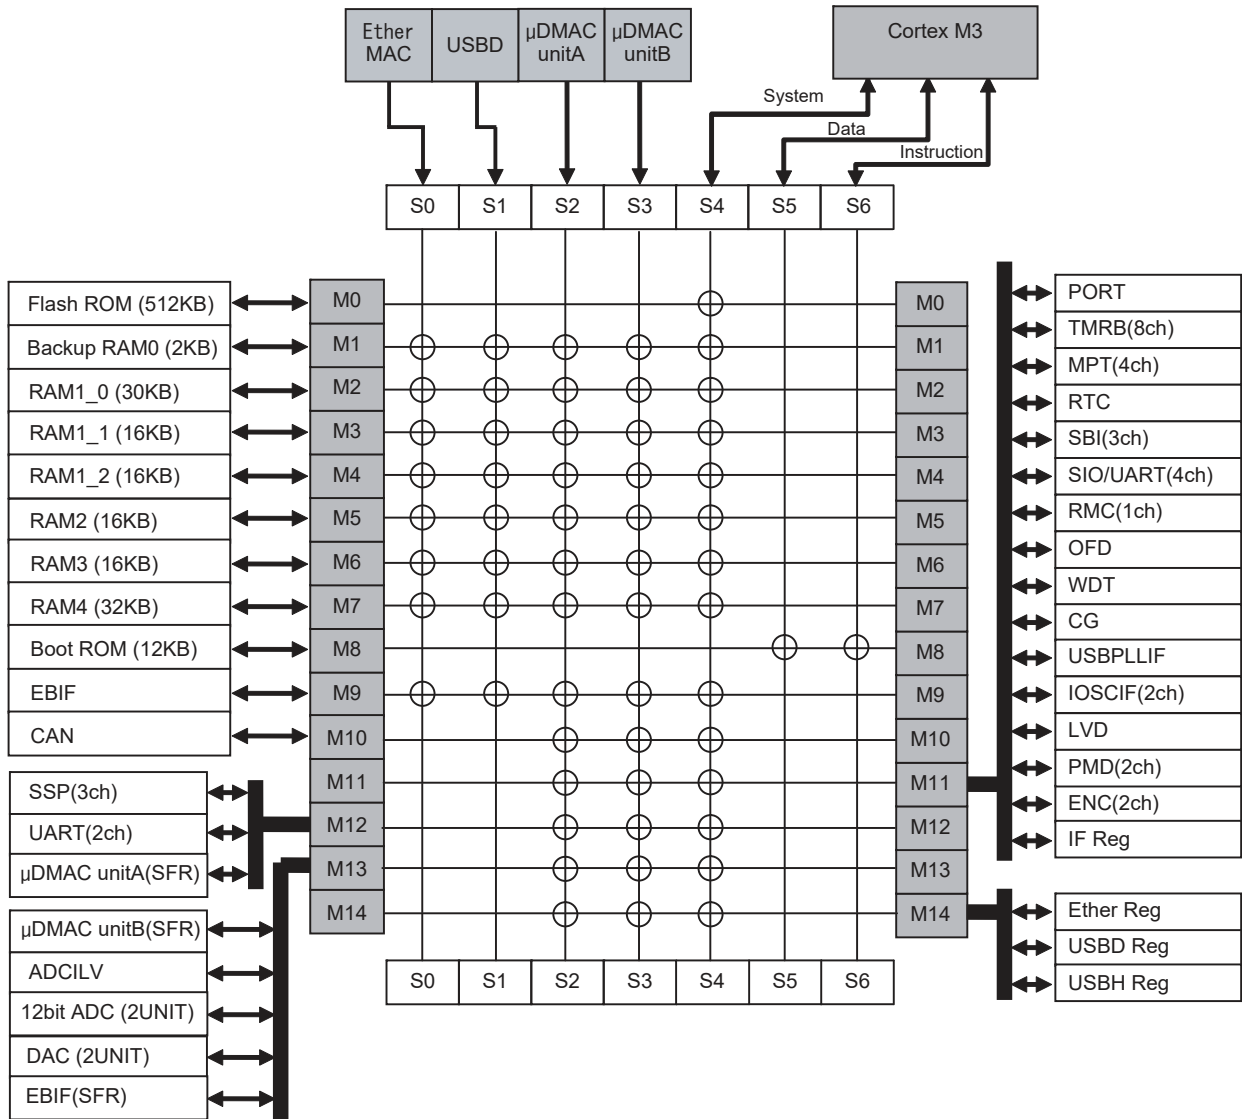 Ether
MAC
USBD
µDMAC
unitA
µDMAC
unitB
Cortex M3
System
Data
Instruction
S0 S1 S2 S3 S4 S5 S6
Flash ROM (512KB)
Backup RAM0 (2KB)
RAM1_0 (30KB)
RAM1_1 (16KB)
RAM1_2 (16KB)
RAM2 (16KB)
RAM3 (16KB)
RAM4 (32KB)
Boot ROM (12KB)
EBIF
CAN
SSP(3ch)
UART(2ch)
µDMAC unitA(SFR)
µDMAC unitB(SFR)
ADCILV
12bit ADC (2UNIT)
DAC (2UNIT)
EBIF(SFR)
M0
M1
M2
M3
M4
M5
M6
M7
M8
M9
M10
M11
M12
M13
M14
M0
M1
M2
M3
M4
M5
M6
M7
M8
M9
M10
M11
M12
M13
M14
S0 S1 S2 S3 S4 S5 S6
PORT
TMRB(8ch)
MPT(4ch)
RTC
SBI(3ch)
SIO/UART(4ch)
RMC(1ch)
OFD
WDT
CG
USBPLLIF
IOSCIF(2ch)
LVD
PMD(2ch)
ENC(2ch)
IF Reg
Ether Reg
USBD Reg
USBH Reg